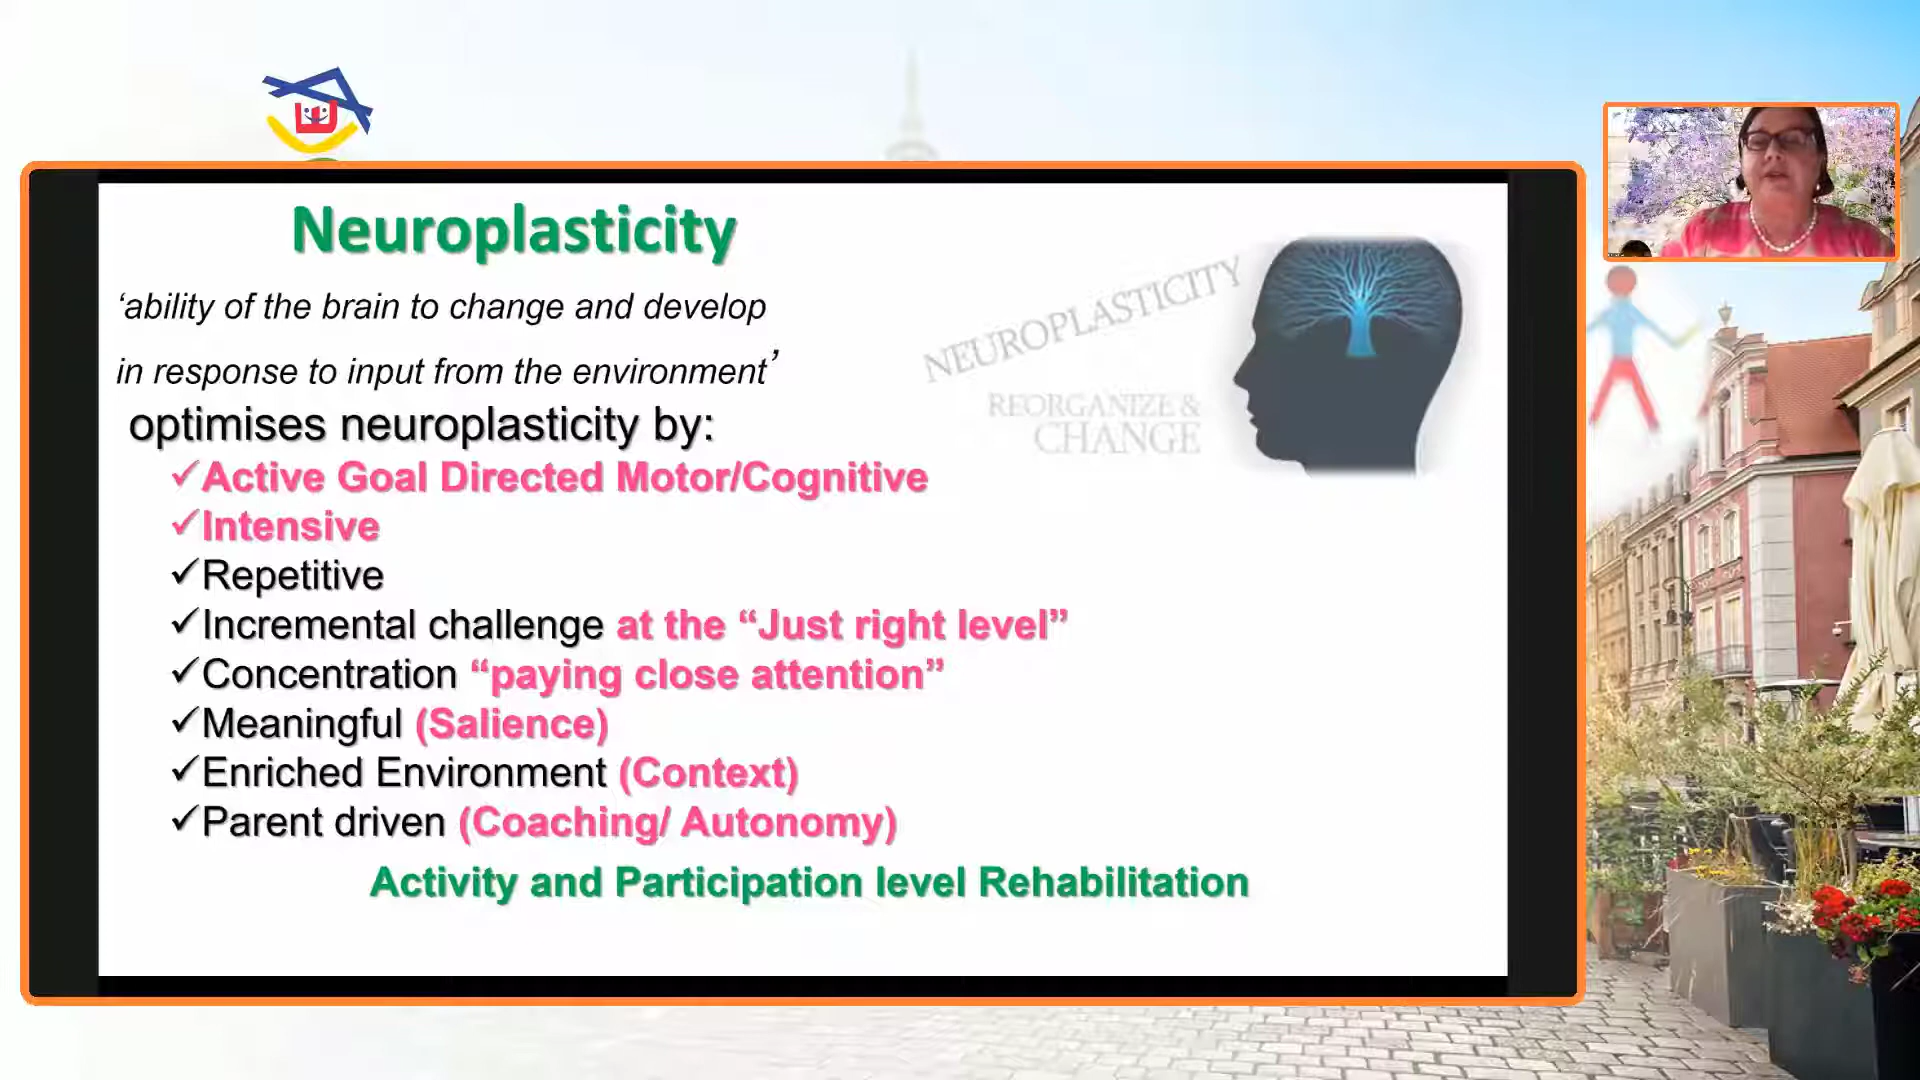 Neuroplasticity
‘ability of the brain to change and develop
in response to input from the environment’
optimises neuroplasticity by:
✓Active Goal Directed Motor/Cognitive
✓Intensive
✓Repetitive
✓Incremental challenge at the “Just right level”
✓Concentration “paying close attention”
✓Meaningful (Salience)
✓Enriched Environment (Context)
✓Parent driven (Coaching/ Autonomy)
Activity and Participation level Rehabilitation
NEUROPLASTICITY
REORGANIZE &
CHANGE